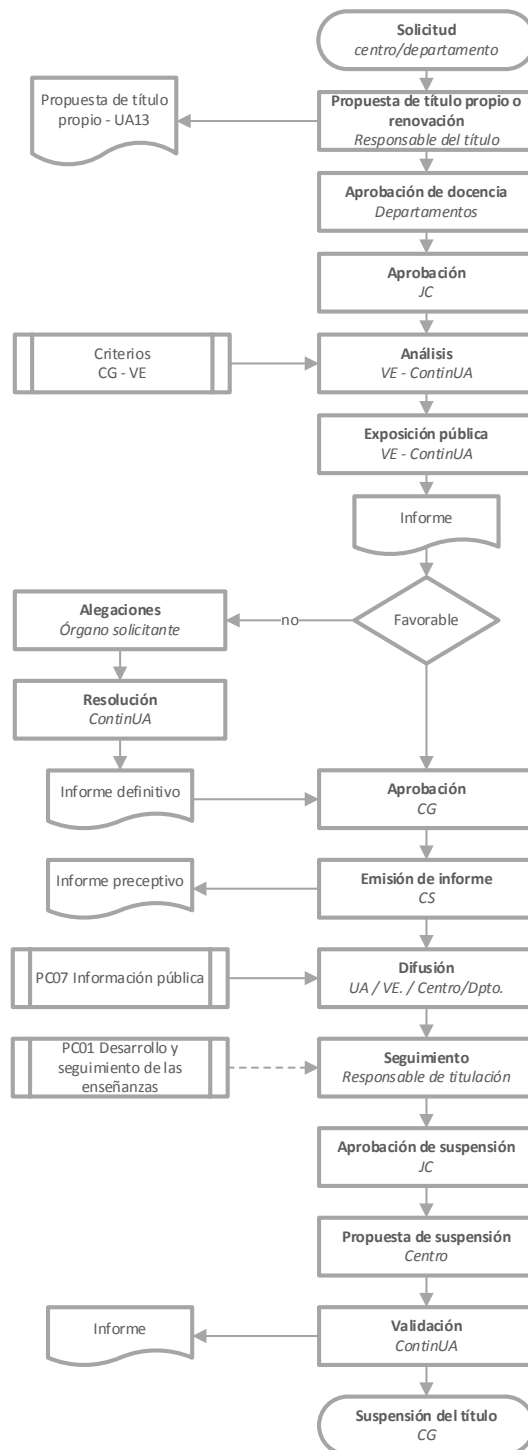 Solicitud
centro/departamento
Propuesta de título
propio - UA13
Propuesta de título propio o
renovación
Responsable del título
Aprobación de docencia
Departamentos
Aprobación
JC
Criterios
CG - VE
Análisis
VE - ContinUA
Exposición pública
VE - ContinUA
Informe
Favorable
no
Alegaciones
Órgano solicitante
Resolución
ContinUA
Informe definitivo
Aprobación
CG
Informe preceptivo
Emisión de informe
CS
PC07 Información pública
Difusión
UA / VE. / Centro/Dpto.
PC01 Desarrollo y
seguimiento de las
enseñanzas
Seguimiento
Responsable de titulación
Aprobación de suspensión
JC
Propuesta de suspensión
Centro
Informe
Validación
ContinUA
Suspensión del título
CG